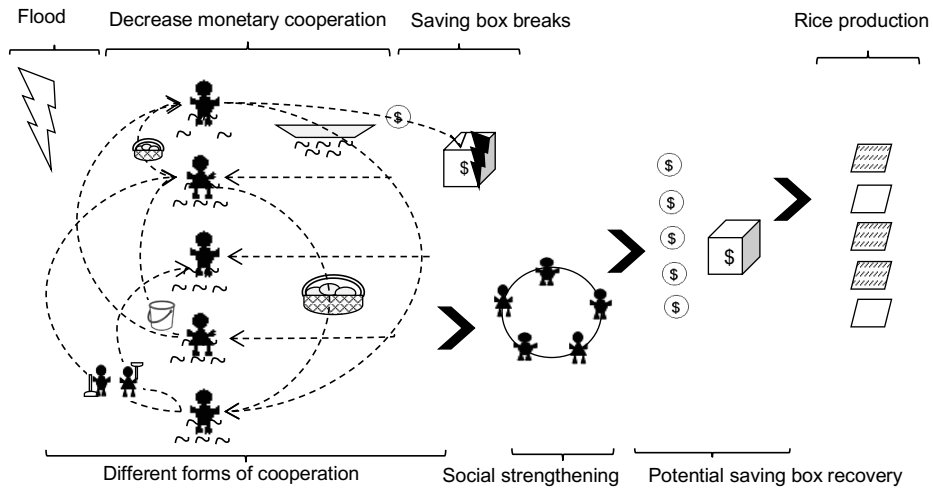 Flood
Decrease monetary cooperation
Saving box breaks
Rice production
$
$
$
$
$
$
$
$
Different forms of cooperation
Social strengthening
Potential saving box recovery